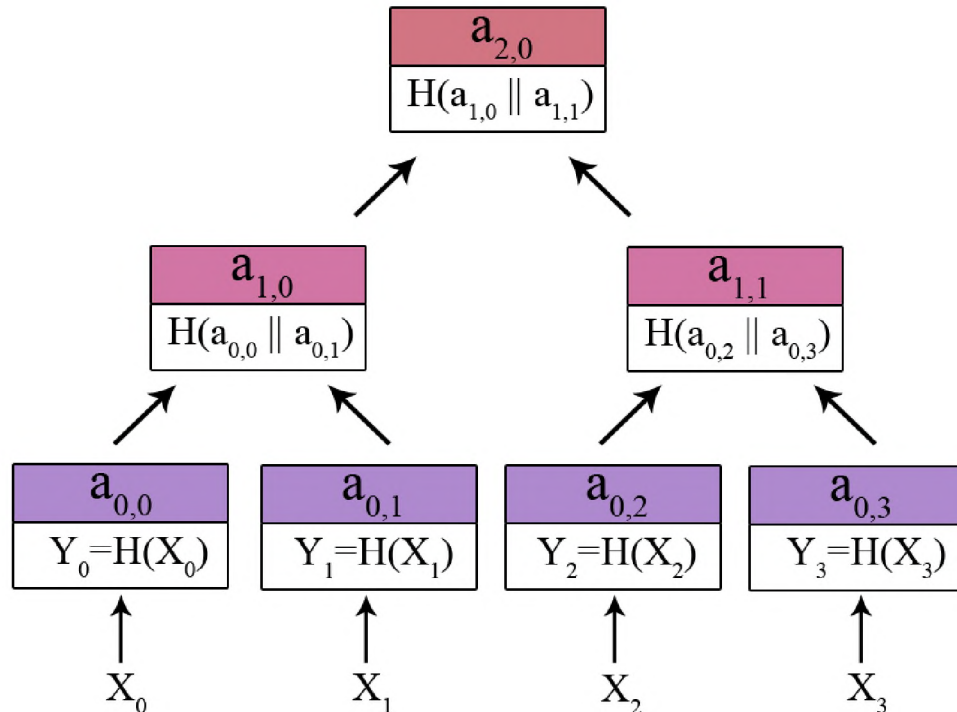 a2,0
H(a1,0 || a1,1)
a1,0
H(a0,0 || a0,1)
a1,1
H(a0,2 || a0,3)
a0,0
Y0=H(X0)
a0,1
Y1=H(X1)
a0,2
Y2=H(X2)
a0,3
Y3=H(X3)
X0
X1
X2
X3